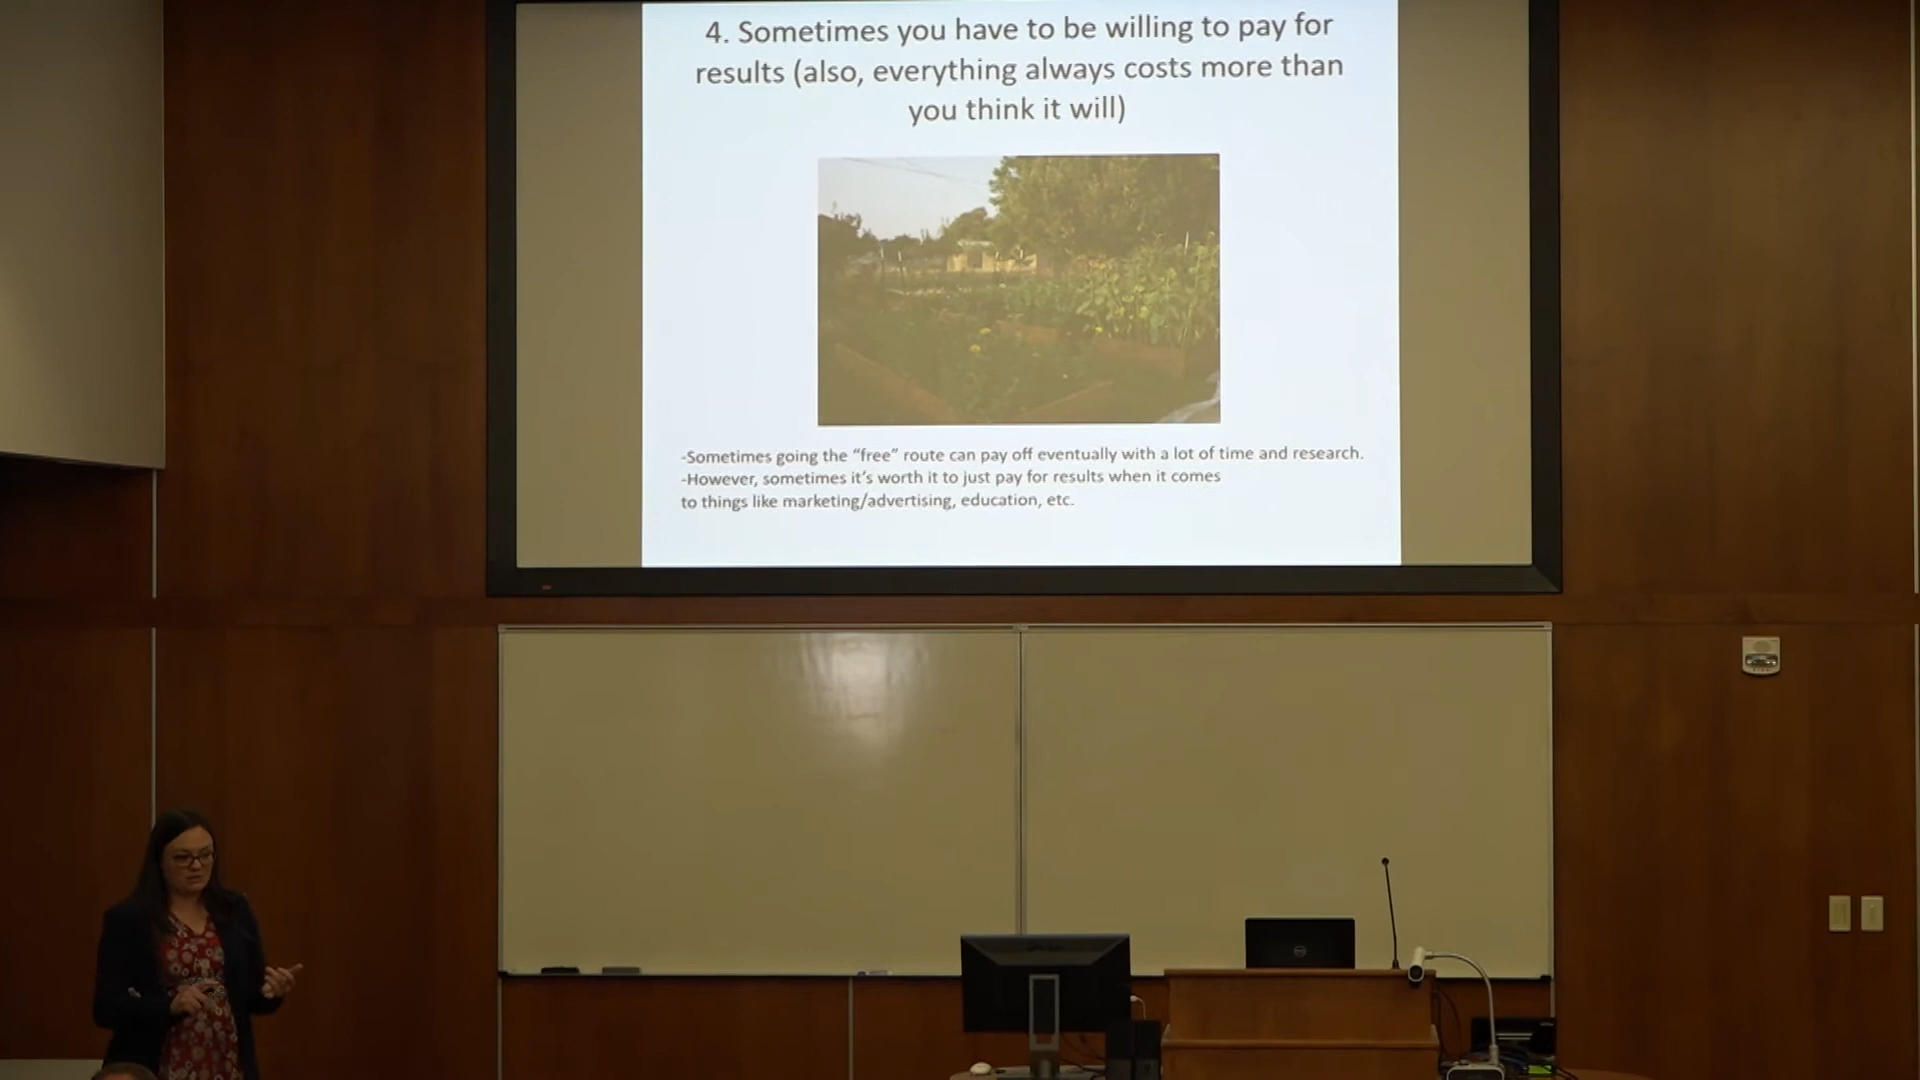 4. Sometimes you have to be willing to pay for
results (also, everything always costs more than
you think it will)
-Sometimes going the “free” route can pay off eventually with a lot of time and research.
-However, sometimes it’s worth it to just pay for results when it comes
to things like marketing/advertising, education, etc.